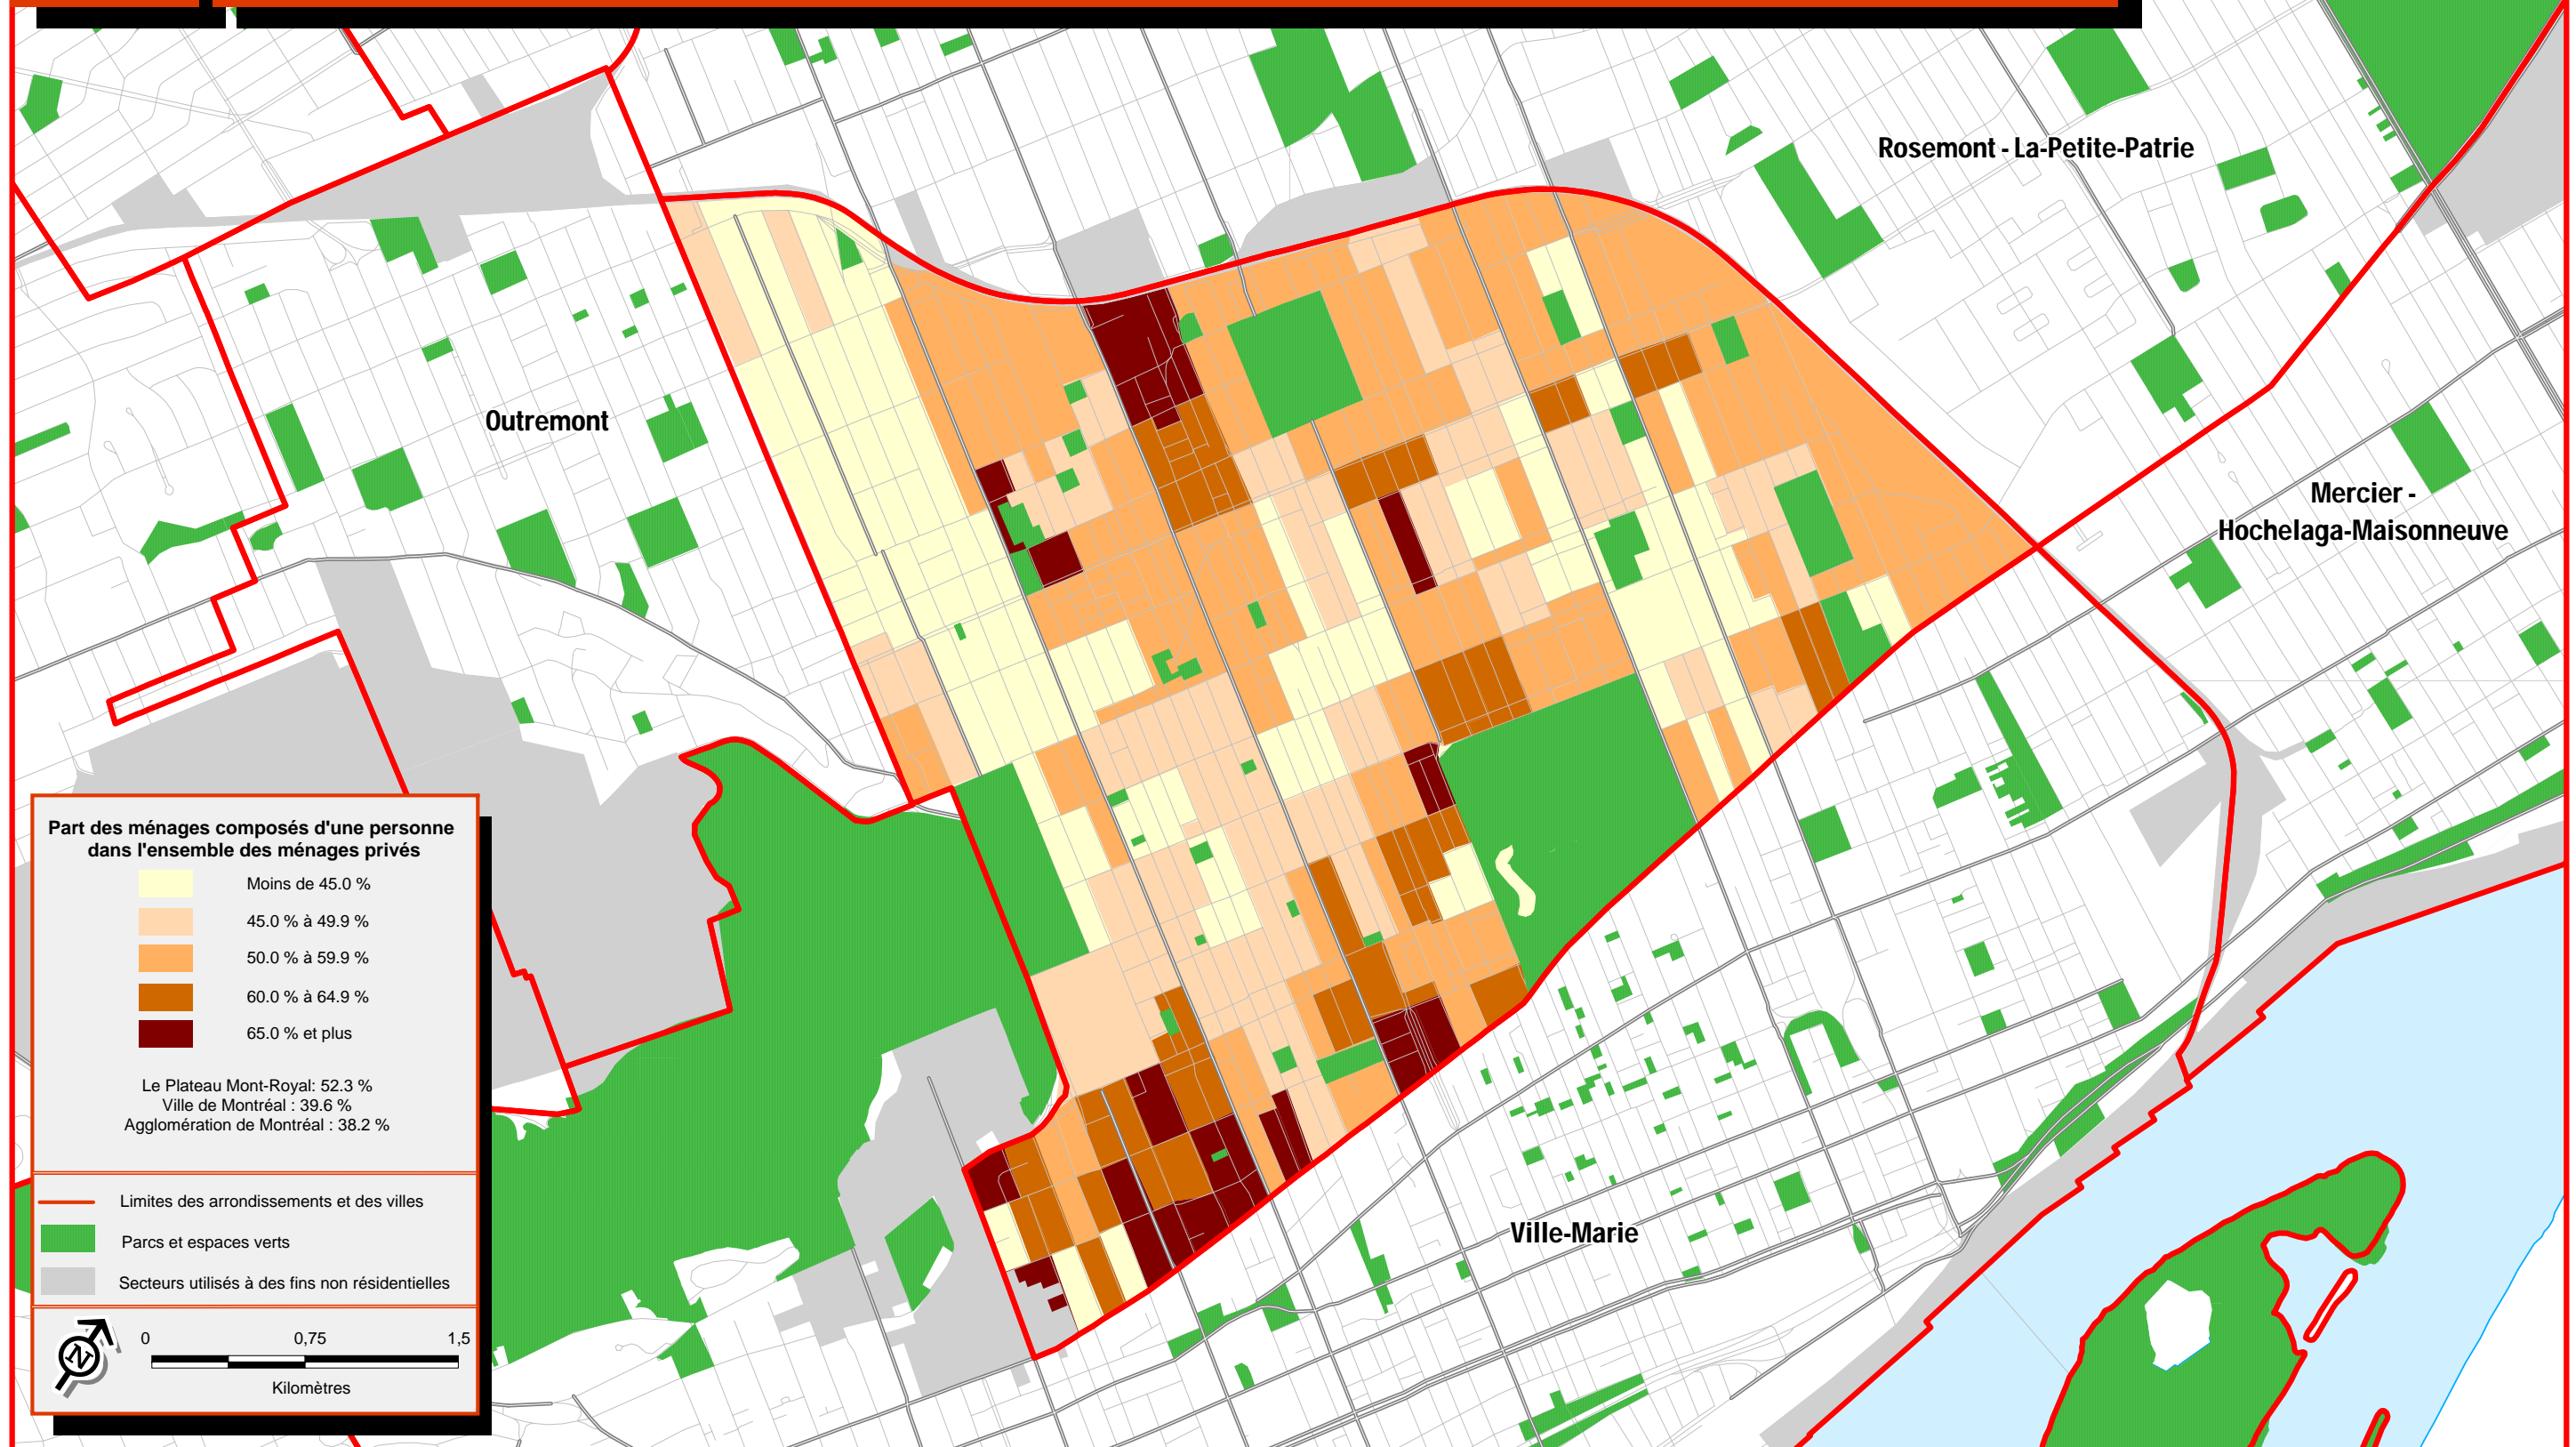 Rosemont - La-Petite-Patrie
Outremont
Mercier -
Hochelaga-Maisonneuve
Ville-Marie
Part des ménages composés d'une personne
dans l'ensemble des ménages privés
Moins de 45.0 %
45.0 % à 49.9 %
50.0 % à 59.9 %
60.0 % à 64.9 %
65.0 % et plus
Le Plateau Mont-Royal: 52.3 %
Ville de Montréal : 39.6 %
Agglomération de Montréal : 38.2 %
Limites des arrondissements et des villes
Parcs et espaces verts
Secteurs utilisés à des fins non résidentielles
N
0 0,75 1,5
Kilomètres